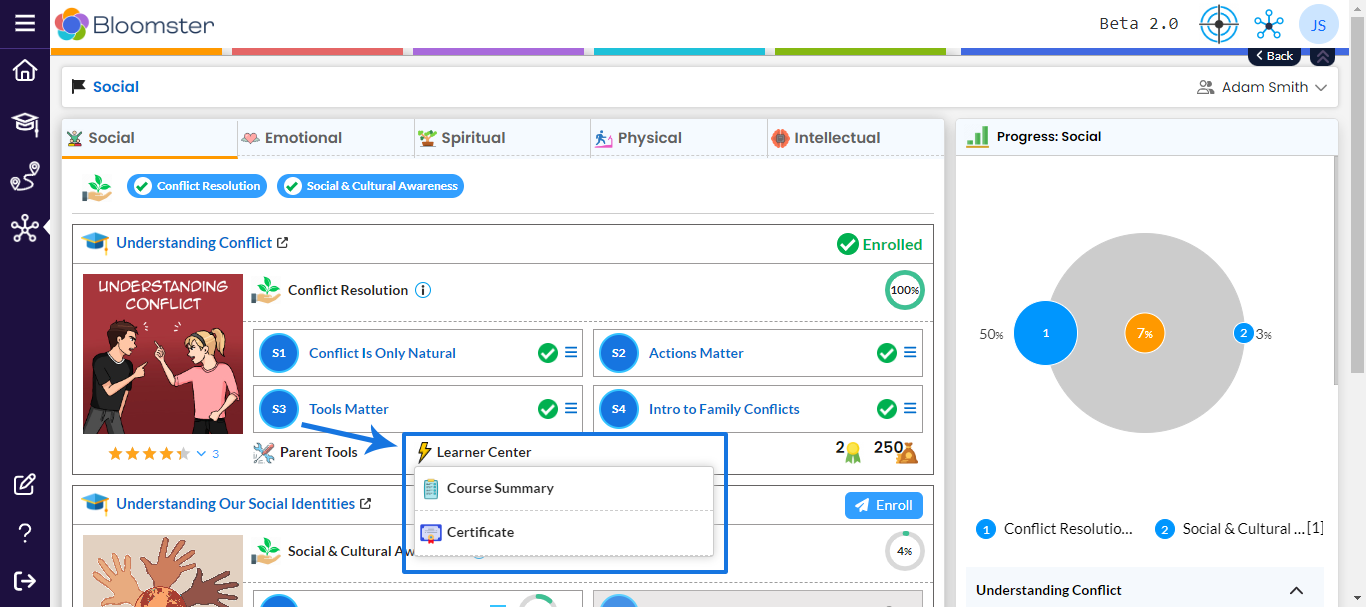 Bloomster
Beta 2.0
JS
Back
Social
Adam Smith
Social
Emotional
Spiritual
Physical
Intellectual
Conflict Resolution
Social & Cultural Awareness
Understanding Conflict
Enrolled
UNDERSTANDING
CONFLICT
Conflict Resolution
100%
S1
Conflict Is Only Natural
S2
Actions Matter
S3
Tools Matter
S4
Intro to Family Conflicts
3
Parent Tools
Learner Center
2
250
Course Summary
Certificate
Understanding Our Social Identities
Enroll
Social & Cultural Aw
4%
Progress: Social
50%
1
7%
2
3%
1
Conflict Resolutio...
2
Social & Cultural ...[1]
Understanding Conflict